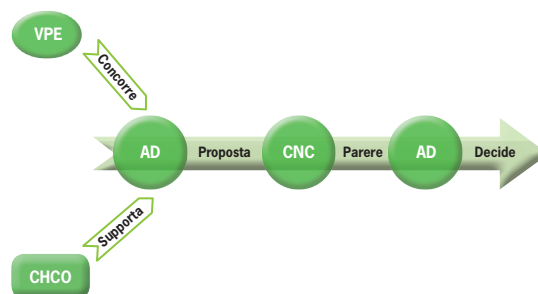 VPE
Concorre
AD
Proposta
CNC
Parere
AD
Decide
Supporta
CHCO